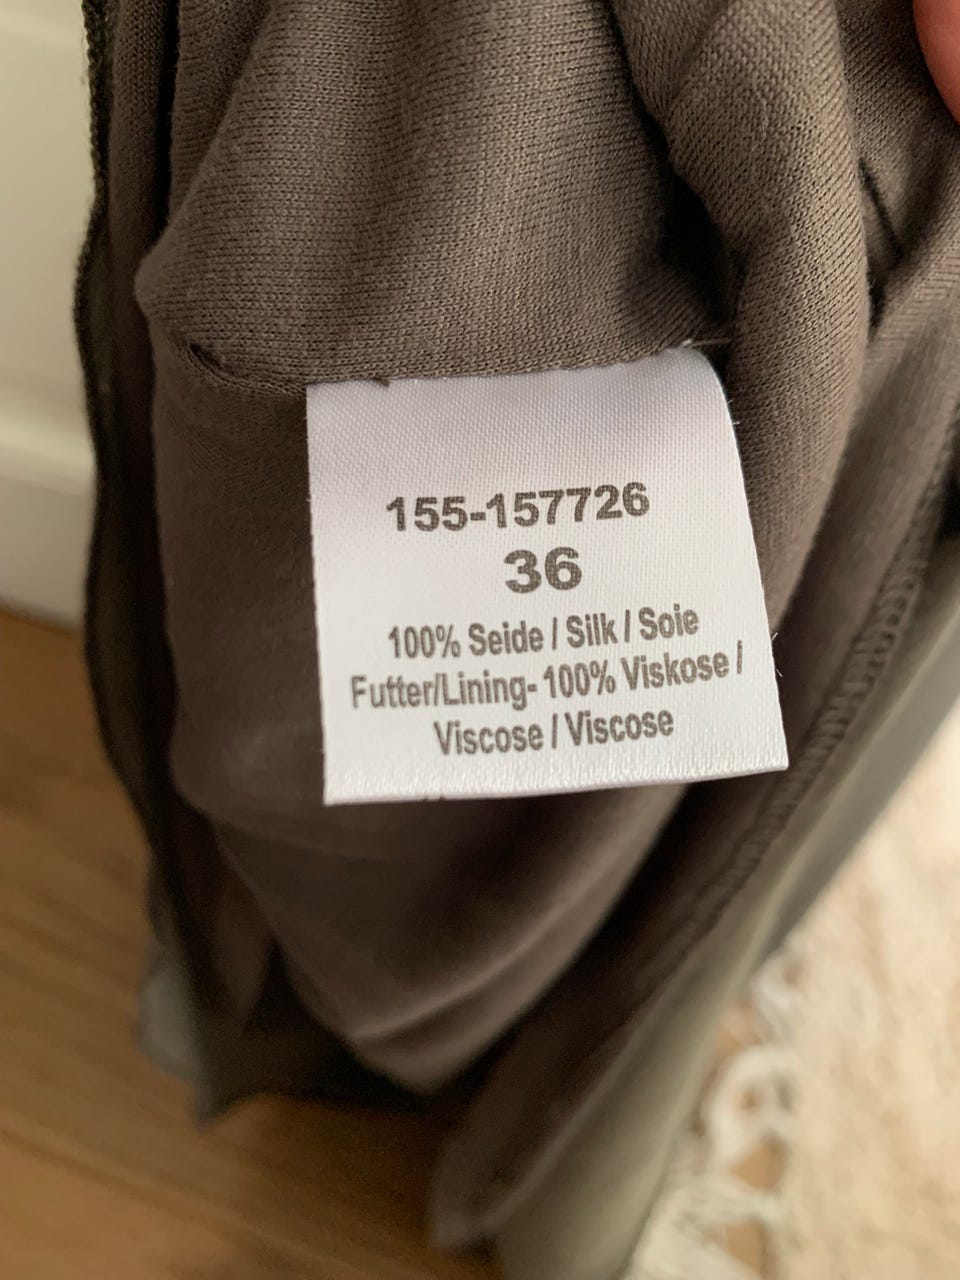 155-157726
36
100% Seide / Silk / Soie
Futter/Lining- 100% Viskose /
Viscose / Viscose